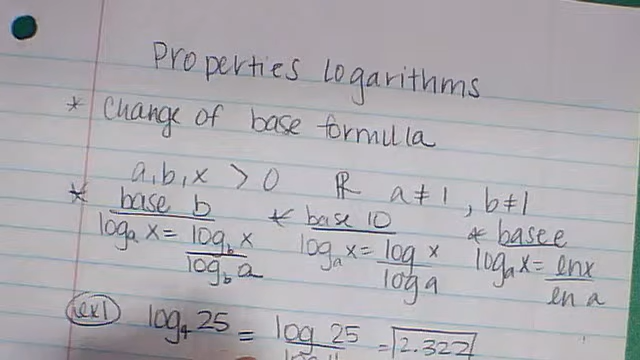 Properties Logarithms
* Change of base formula
a, b, x > 0 ℝ a ≠ 1, b ≠ 1
* base b * base 10 * base e
logₐ x = log_b x / log_b a logₐ x = log x / log a logₐ x = ln x / ln a
ex1 log₄ 25 = log 25 / = 2.322